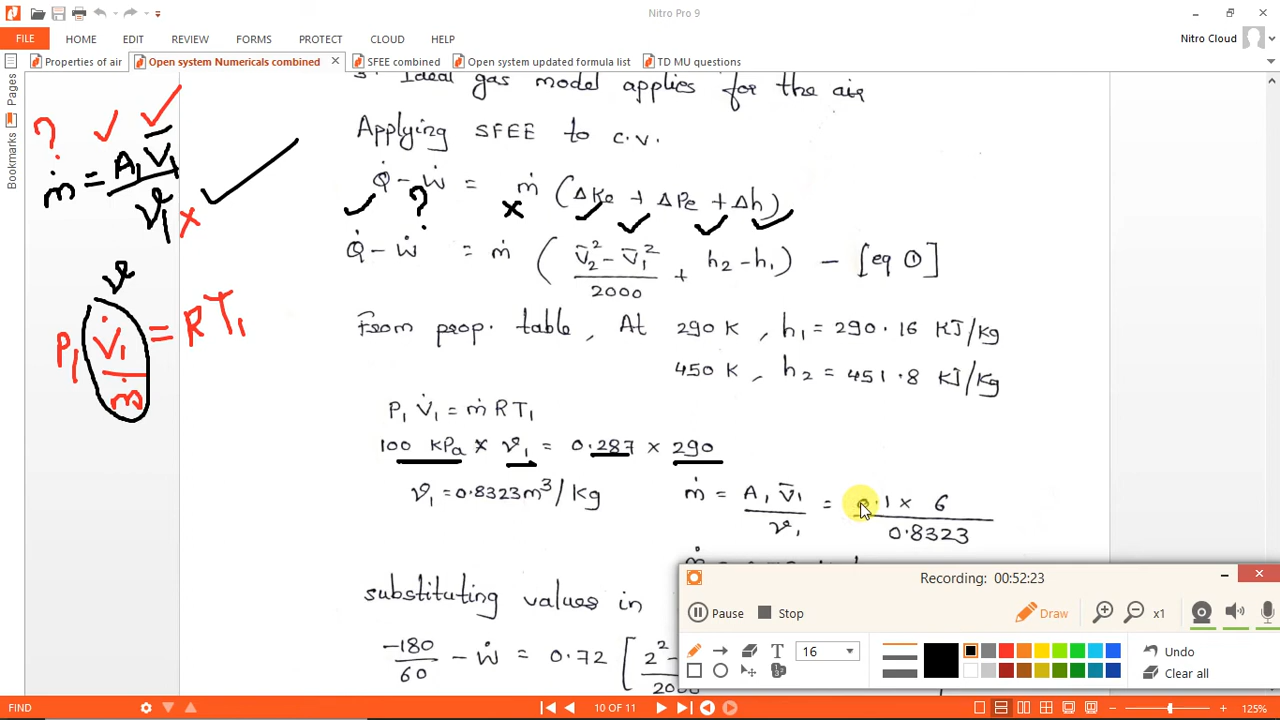 Nitro Pro 9
FILE HOME EDIT REVIEW FORMS PROTECT CLOUD HELP Nitro Cloud
Properties of air Open system Numericals combined SFEE combined Open system updated formula list TD MU questions
Pages
Bookmarks
3. Ideal gas model applies for the air
Applying SFEE to c.v.
Q̇ - Ẇ = ṁ (ΔKe + ΔPe + Δh)
?
Q̇ - Ẇ = ṁ ( V̄₂² - V̄₁² / 2000 + h₂ - h₁ ) - [eq ①]
From prop. table, At 290 K, h₁ = 290.16 KJ/Kg
450 K, h₂ = 451.8 KJ/Kg
P₁ V̇₁ = ṁ R T₁
100 KPa × v₁ = 0.287 × 290
v₁ = 0.8323 m³/Kg
ṁ = A₁ V̄₁ / v₁ = 0.1 × 6 / 0.8323
substituting values in
-180 / 60 - Ẇ = 0.72 [ 2² -
?
ṁ = A₁ V̄₁ / v₁
v
P₁ V̇₁ / ṁ = R T₁
Recording: 00:52:23
Pause Stop Draw x1
T 16 Undo
Clear all
FIND 10 OF 11 125%